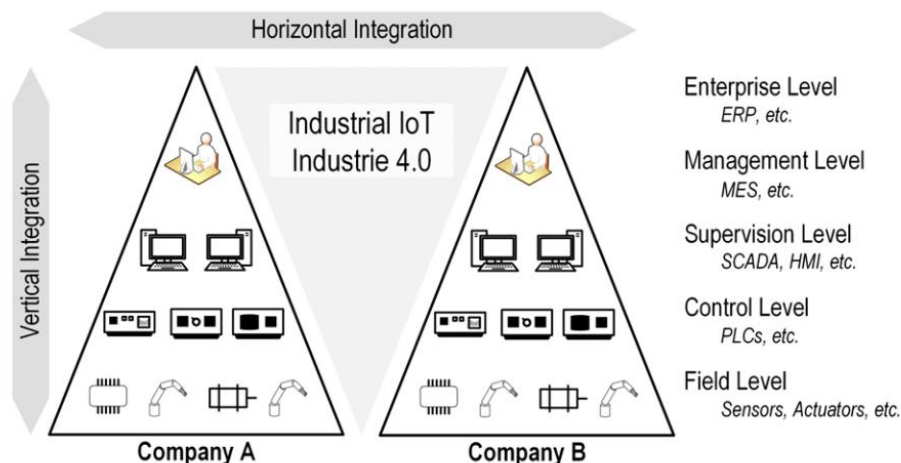 Horizontal Integration
Vertical Integration
Industrial IoT
Industrie 4.0
Enterprise Level
ERP, etc.
Management Level
MES, etc.
Supervision Level
SCADA, HMI, etc.
Control Level
PLCs, etc.
Field Level
Sensors, Actuators, etc.
Company A
Company B